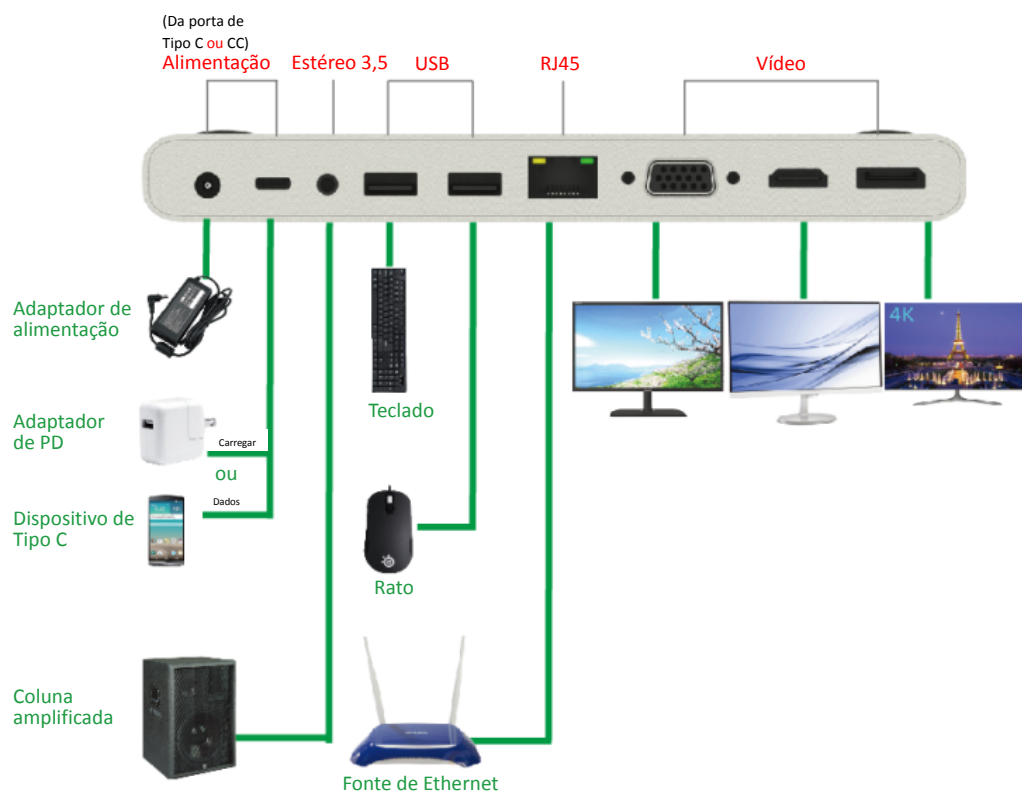 (Da porta de
Tipo C ou CC)
Alimentação
Estéreo 3,5
USB
RJ45
Vídeo
Adaptador de
alimentação
4K
Teclado
Adaptador
de PD
Carregar
ou
Dados
Dispositivo de
Tipo C
Rato
Coluna
amplificada
Fonte de Ethernet